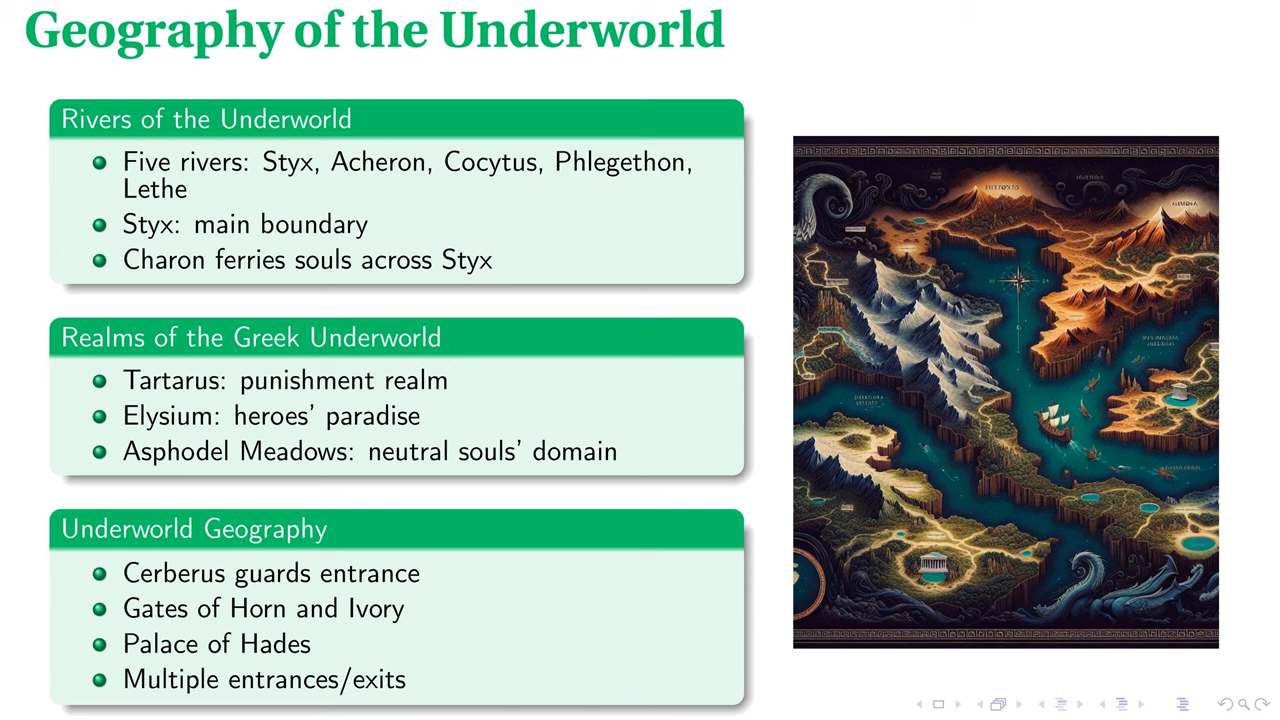 Geography of the Underworld
Rivers of the Underworld
Five rivers: Styx, Acheron, Cocytus, Phlegethon,
Lethe
Styx: main boundary
Charon ferries souls across Styx
Realms of the Greek Underworld
Tartarus: punishment realm
Elysium: heroes' paradise
Asphodel Meadows: neutral souls' domain
Underworld Geography
Cerberus guards entrance
Gates of Horn and Ivory
Palace of Hades
Multiple entrances/exits